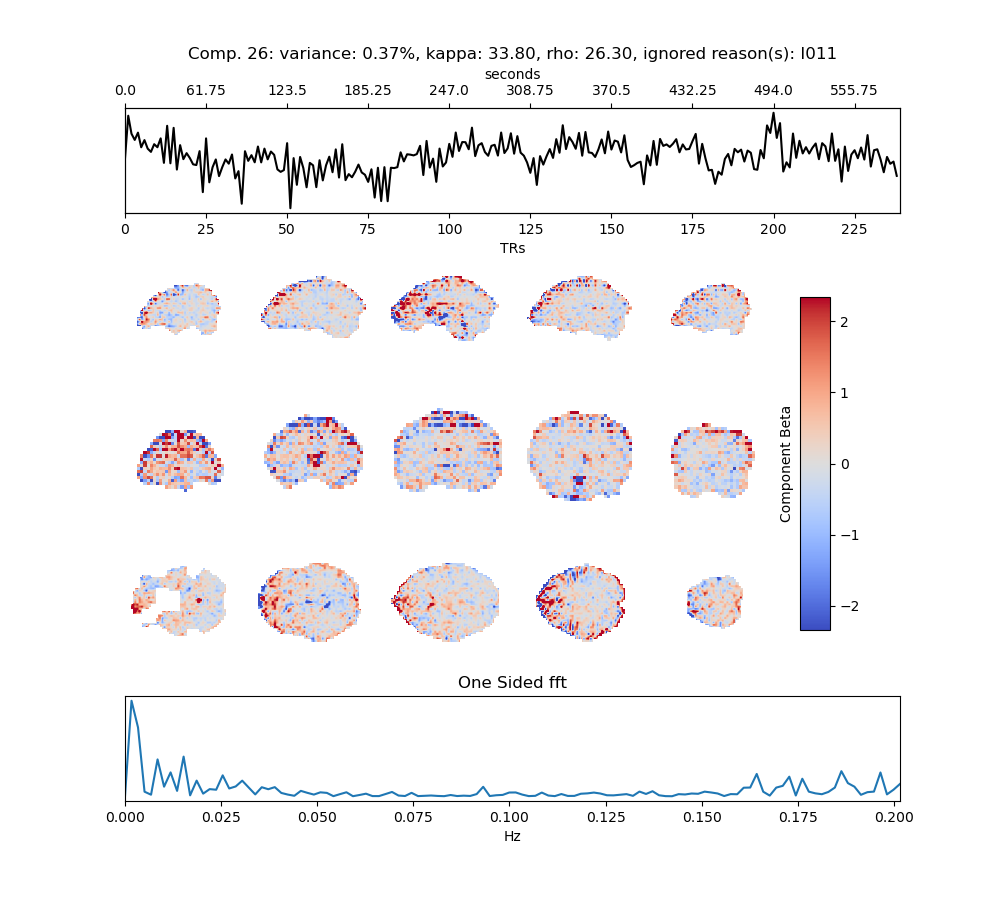 Comp. 26: variance: 0.37%, kappa: 33.80, rho: 26.30, ignored reason(s): I011
seconds
0.0 61.75 123.5 185.25 247.0 308.75 370.5 432.25 494.0 555.75
0 25 50 75 100 125 150 175 200 225
TRs
2
1
0
−1
−2
Component Beta
One Sided fft
0.000 0.025 0.050 0.075 0.100 0.125 0.150 0.175 0.200
Hz